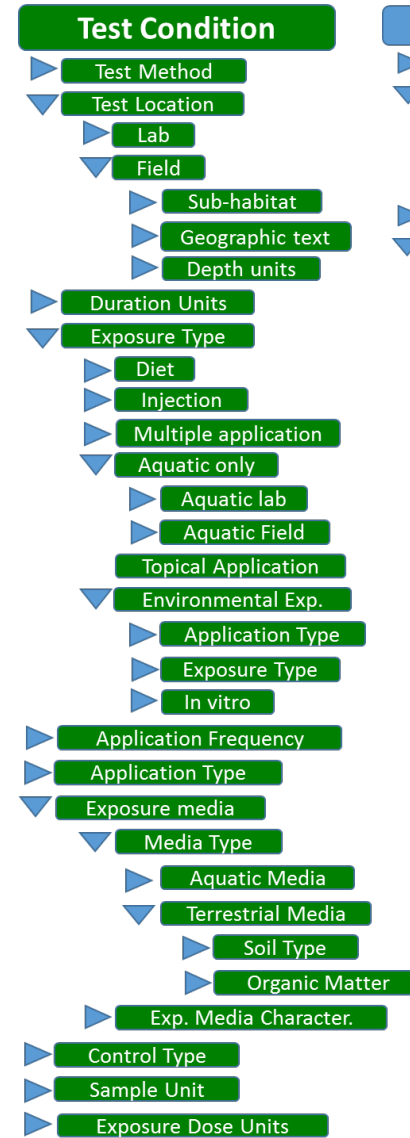 Test Condition
Test Method
Test Location
Lab
Field
Sub-habitat
Geographic text
Depth units
Duration Units
Exposure Type
Diet
Injection
Multiple application
Aquatic only
Aquatic lab
Aquatic Field
Topical Application
Environmental Exp.
Application Type
Exposure Type
In vitro
Application Frequency
Application Type
Exposure media
Media Type
Aquatic Media
Terrestrial Media
Soil Type
Organic Matter
Exp. Media Character.
Control Type
Sample Unit
Exposure Dose Units